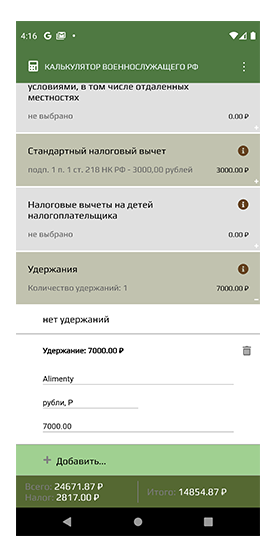 4:16 G
КАЛЬКУЛЯТОР ВОЕННОСЛУЖАЩЕГО РФ
условиями, в том числе отдаленных
местностях
не выбрано 0.00 ₽
+
Стандартный налоговый вычет
подп. 1 п. 1 ст. 218 НК РФ - 3000,00 рублей 3000.00 ₽
+
Налоговые вычеты на детей
налогоплательщика
не выбрано 0.00 ₽
+
Удержания
Количество удержаний: 1 7000.00 ₽
−
нет удержаний
Удержание: 7000.00 ₽
Alimenty
рубли, Р
7000.00
+ Добавить...
Всего: 24671.87 ₽
Налог: 2817.00 ₽
Итого: 14854.87 ₽